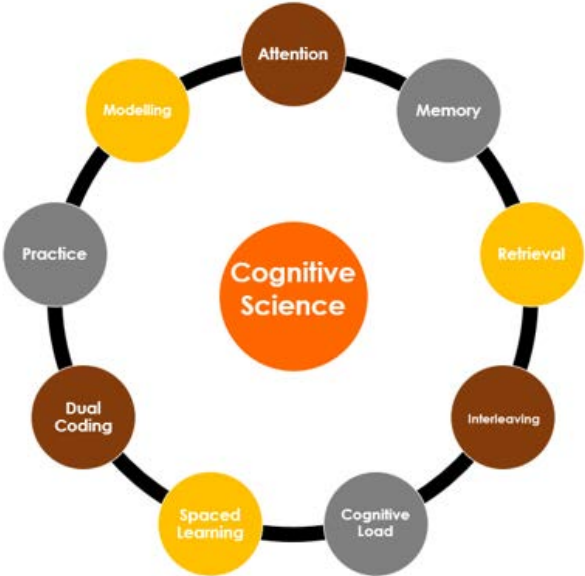 Attention
Memory
Retrieval
Interleaving
Cognitive
Load
Spaced
Learning
Dual
Coding
Practice
Modelling
Cognitive
Science